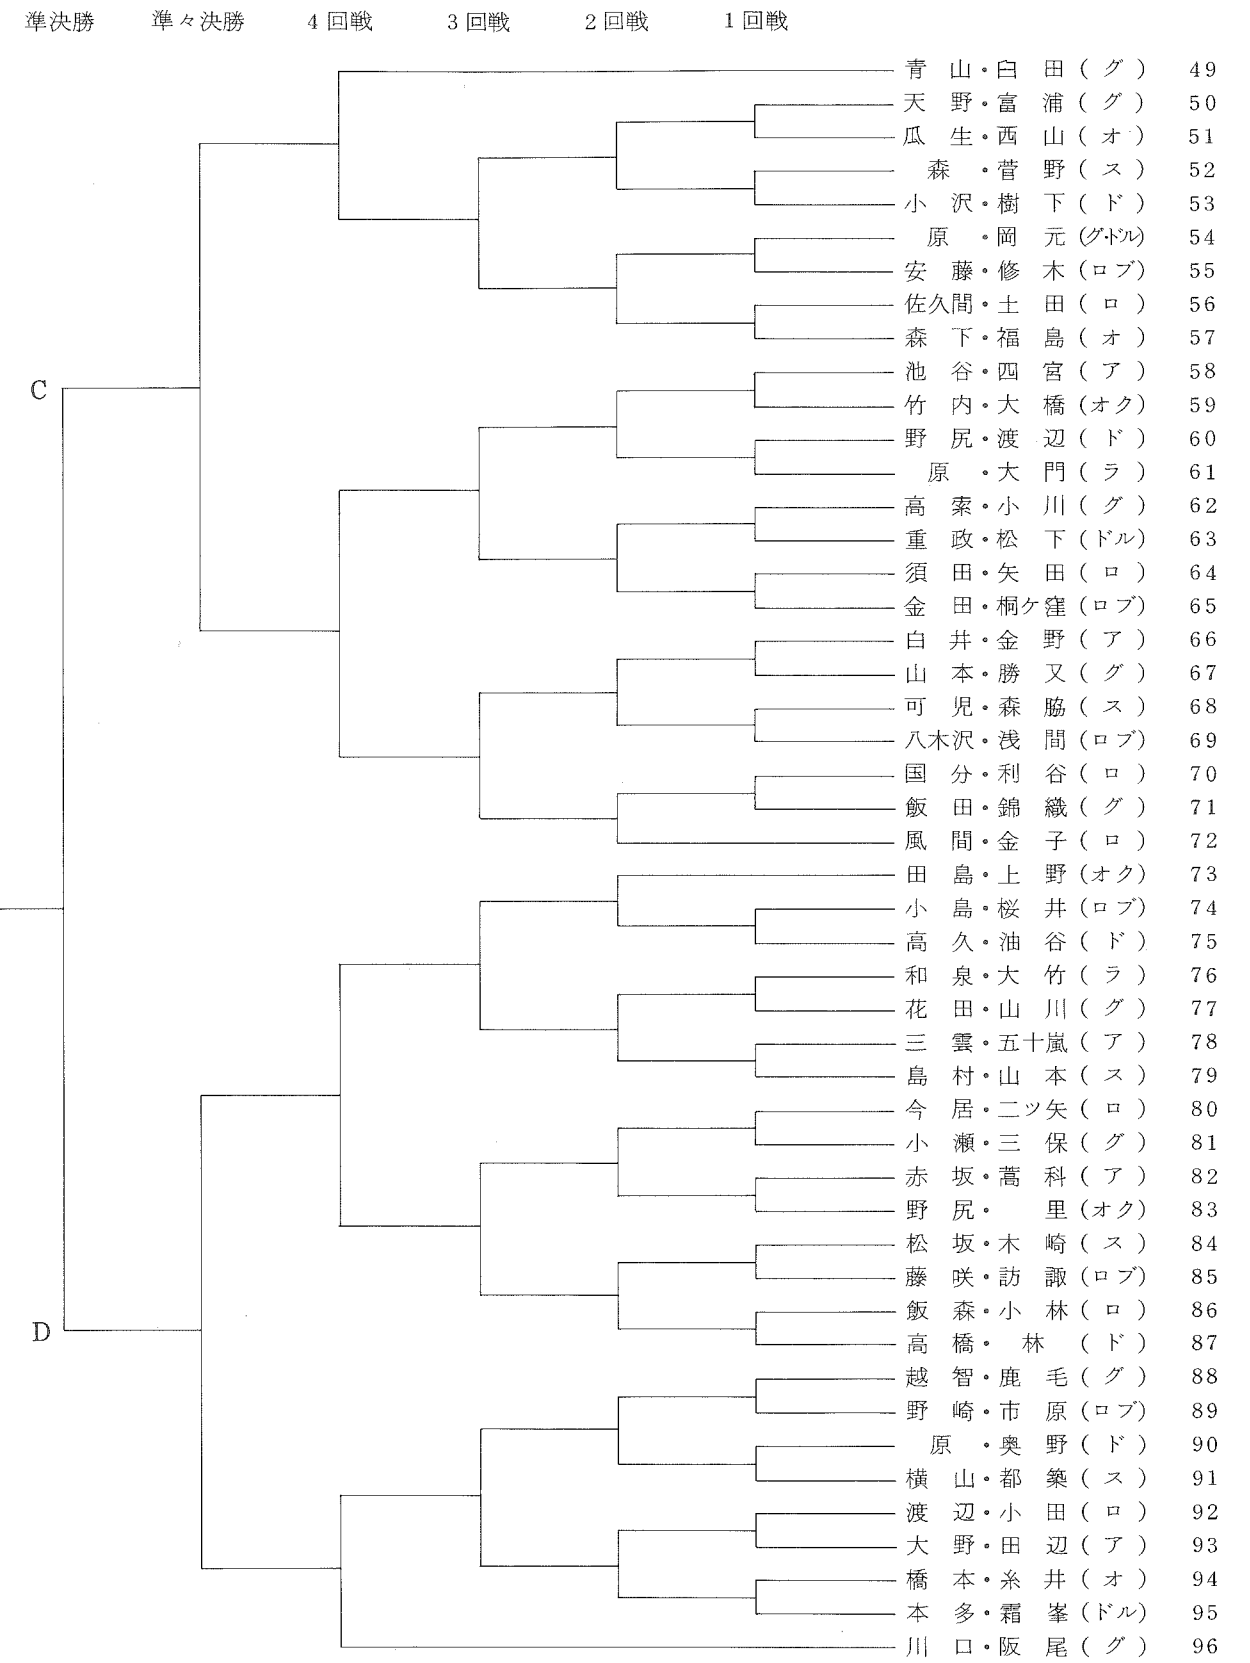 準決勝 準々決勝 4回戦 3回戦 2回戦 1回戦
青山・臼田(グ) 49
天野・富浦(グ) 50
瓜生・西山(オ) 51
森・菅野(ス) 52
小沢・樹下(ド) 53
原・岡元(グ・ドル) 54
安藤・修木(ロブ) 55
佐久間・土田(ロ) 56
森下・福島(オ) 57
池谷・四宮(ア) 58
C
竹内・大橋(オク) 59
野尻・渡辺(ド) 60
原・大門(ラ) 61
高索・小川(グ) 62
重政・松下(ドル) 63
須田・矢田(ロ) 64
金田・桐ケ窪(ロブ) 65
白井・金野(ア) 66
山本・勝又(グ) 67
可児・森脇(ス) 68
八木沢・浅間(ロブ) 69
国分・利谷(ロ) 70
飯田・錦織(グ) 71
風間・金子(ロ) 72
田島・上野(オク) 73
小島・桜井(ロブ) 74
高久・油谷(ド) 75
和泉・大竹(ラ) 76
花田・山川(グ) 77
三雲・五十嵐(ア) 78
島村・山本(ス) 79
今居・二ッ矢(ロ) 80
小瀬・三保(グ) 81
赤坂・蒿科(ア) 82
野尻・里(オク) 83
松坂・木崎(ス) 84
藤咲・訪諏(ロブ) 85
飯森・小林(ロ) 86
D
高橋・林(ド) 87
越智・鹿毛(グ) 88
野崎・市原(ロブ) 89
原・奥野(ド) 90
横山・都築(ス) 91
渡辺・小田(ロ) 92
大野・田辺(ア) 93
橋本・糸井(オ) 94
本多・霜峯(ドル) 95
川口・阪尾(グ) 96